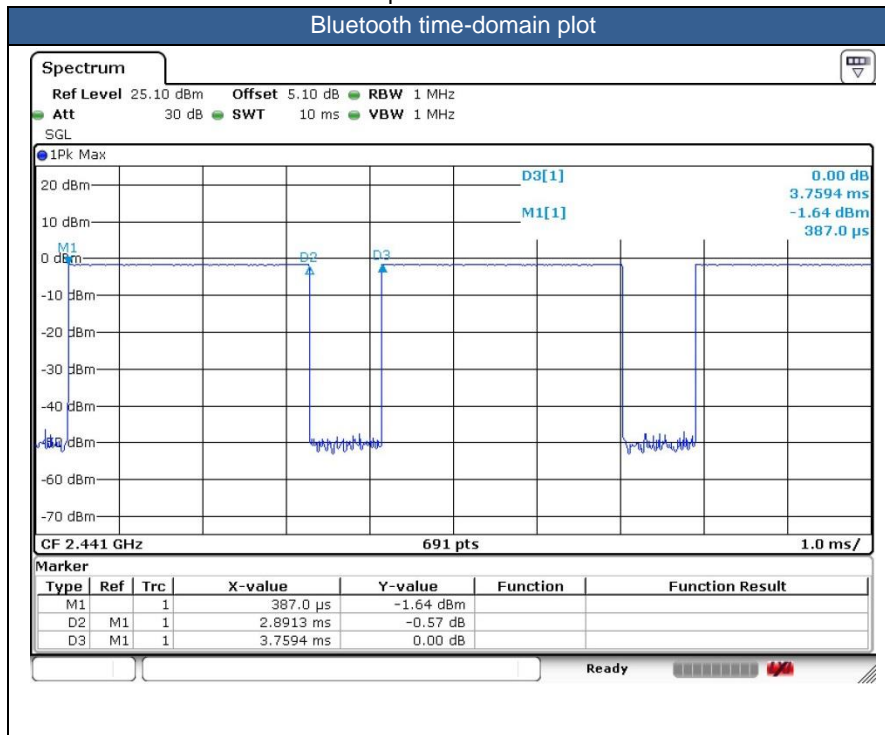 Bluetooth time-domain plot
Spectrum
Ref Level 25.10 dBm Offset 5.10 dB RBW 1 MHz
Att 30 dB SWT 10 ms VBW 1 MHz
SGL
1Pk Max
D3[1] 0.00 dB
3.7594 ms
M1[1] -1.64 dBm
387.0 µs
20 dBm
10 dBm
M1
0 dBm
D2 D3
-10 dBm
-20 dBm
-30 dBm
-40 dBm
-50 dBm
-60 dBm
-70 dBm
CF 2.441 GHz 691 pts 1.0 ms/
Marker
Type Ref Trc X-value Y-value Function Function Result
M1 1 387.0 µs -1.64 dBm
D2 M1 1 2.8913 ms -0.57 dB
D3 M1 1 3.7594 ms 0.00 dB
Ready